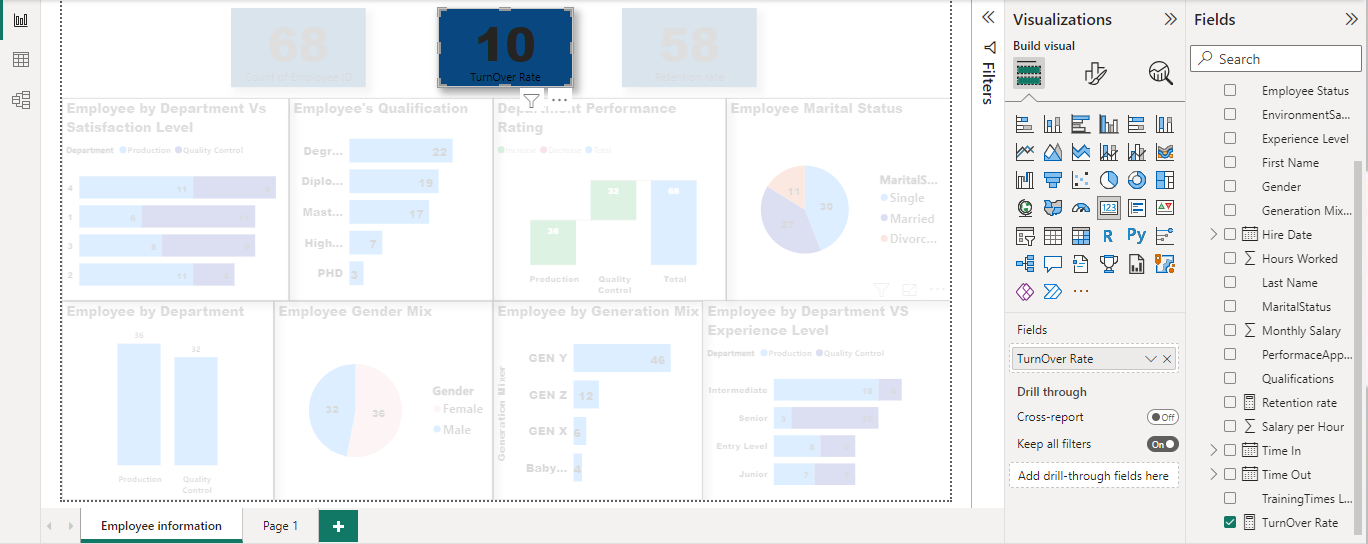 68
Count of Employee ID
10
TurnOver Rate
58
Retention rate
Employee by Department Vs
Satisfaction Level
Department Production Quality Control
4 11
1 6 11
3
2 11
Employee's Qualification
Degr... 22
Diplo... 19
Mast... 17
High... 7
PHD 3
Department Performance
Rating
Increase Decrease Total
36
32
68
Production Quality Control Total
Employee Marital Status
11
30
27
MaritalS...
Single
Married
Divorc...
Employee by Department
36
32
Production Quality Control
Employee Gender Mix
32 36
Gender
Female
Male
Employee by Generation Mix
Generation Mixer
GEN Y 46
GEN Z 12
GEN X 6
Baby... 4
Employee by Department VS
Experience Level
Department Production Quality Control
Intermediate 18
Senior 3
Entry Level
Junior 7
Employee information
Page 1
+
Filters
Visualizations
Build visual
123
R
Py
Fields
TurnOver Rate
Drill through
Cross-report Off
Keep all filters On
Add drill-through fields here
Fields
Search
Employee Status
EnvironmentSa...
Experience Level
First Name
Gender
Generation Mix...
Hire Date
Hours Worked
Last Name
MaritalStatus
Monthly Salary
PerformaceApp...
Qualifications
Retention rate
Salary per Hour
Time In
Time Out
TrainingTimes L...
TurnOver Rate